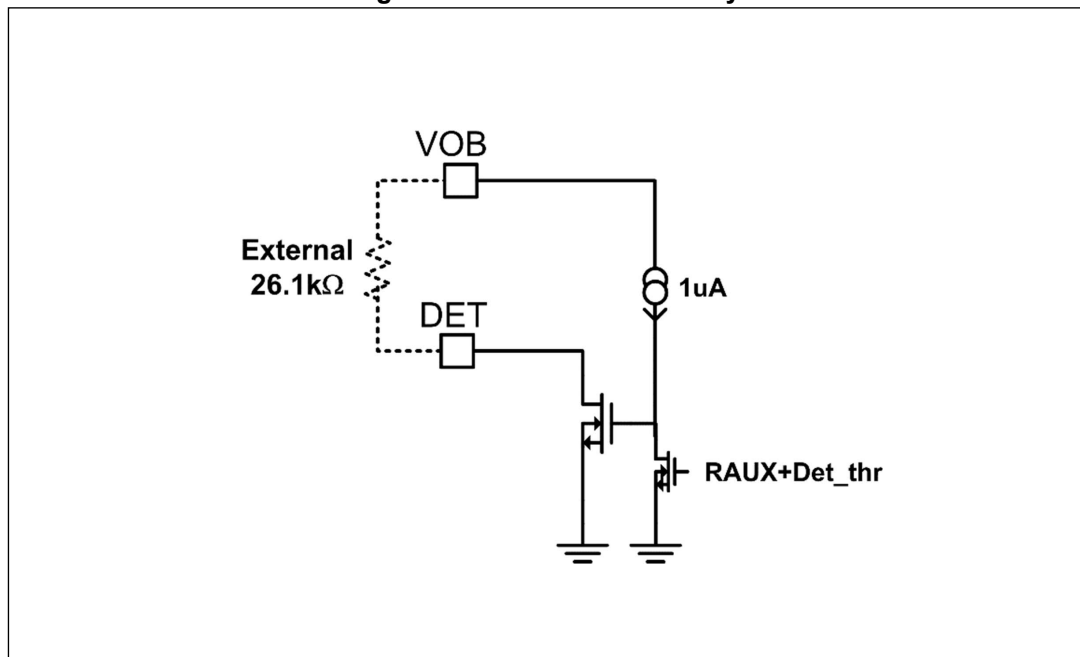 VOB
External
26.1kΩ
1uA
DET
RAUX+Det_thr